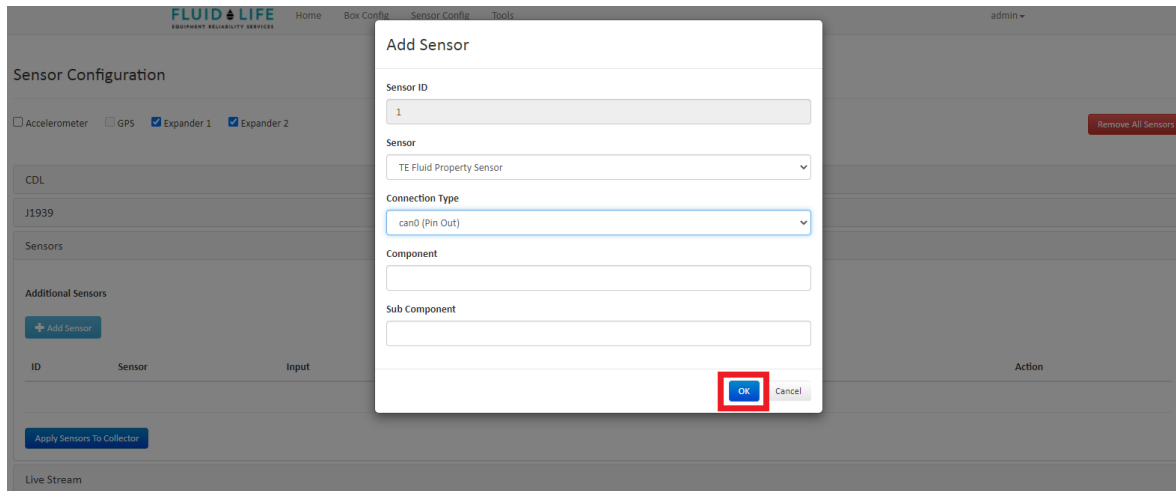 FLUID LIFE
EQUIPMENT RELIABILITY SERVICES
Home Box Config Sensor Config Tools
admin
Add Sensor
Sensor Configuration
Sensor ID
1
Accelerometer GPS Expander 1 Expander 2
Remove All Sensors
Sensor
TE Fluid Property Sensor
CDL
Connection Type
can0 (Pin Out)
J1939
Sensors
Component
Additional Sensors
Sub Component
Add Sensor
ID Sensor Input Action
OK Cancel
Apply Sensors To Collector
Live Stream